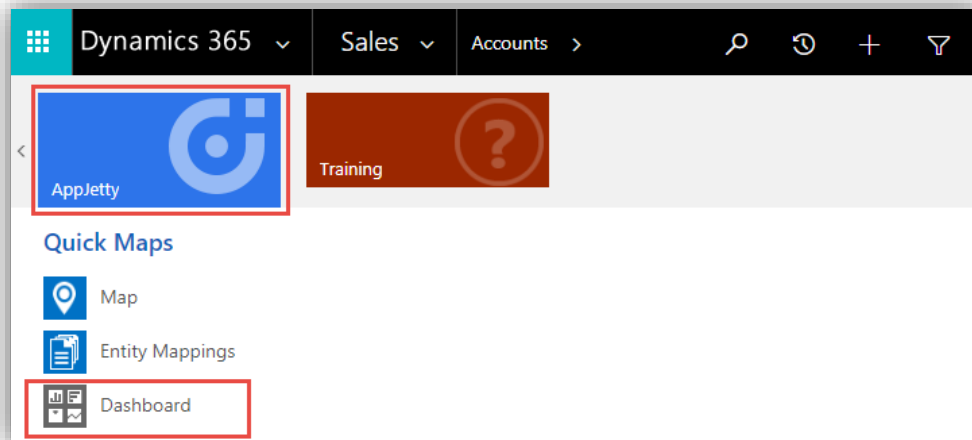 Dynamics 365 Sales Accounts
AppJetty
Training
Quick Maps
Map
Entity Mappings
Dashboard